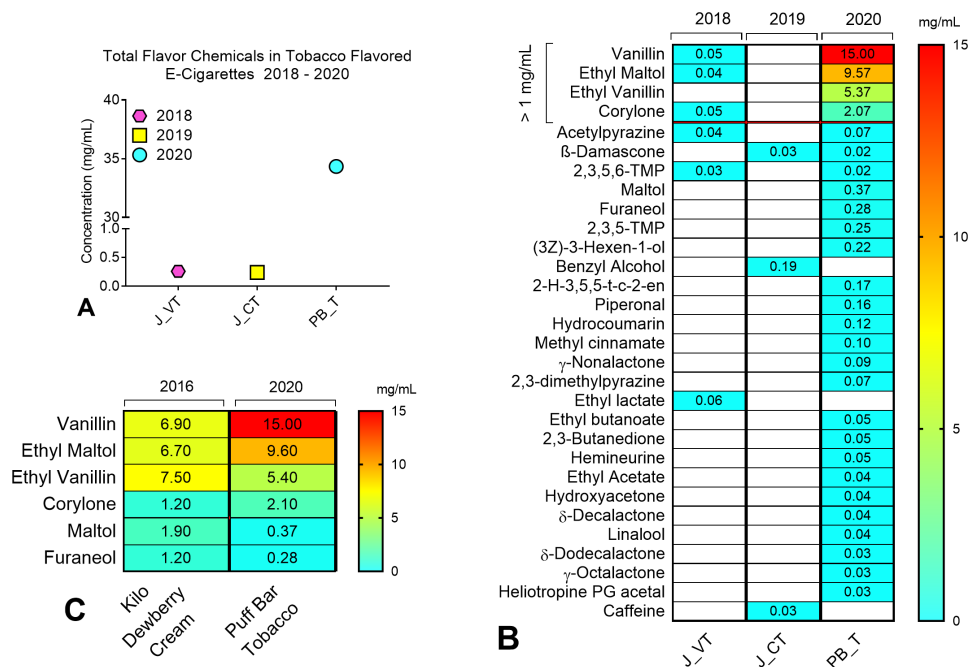 Total Flavor Chemicals in Tobacco Flavored
E-Cigarettes 2018 - 2020
Concentration (mg/mL)
40
35
30
1.0
0.5
0.0
2018
2019
2020
J_VT
J_CT
PB_T
A
2018
2019
2020
mg/mL
> 1 mg/mL
Vanillin 0.05 15.00
Ethyl Maltol 0.04 9.57
Ethyl Vanillin 5.37
Corylone 0.05 2.07
Acetylpyrazine 0.04 0.07
ß-Damascone 0.03 0.02
2,3,5,6-TMP 0.03 0.02
Maltol 0.37
Furaneol 0.28
2,3,5-TMP 0.25
(3Z)-3-Hexen-1-ol 0.22
Benzyl Alcohol 0.19
2-H-3,5,5-t-c-2-en 0.17
Piperonal 0.16
Hydrocoumarin 0.12
Methyl cinnamate 0.10
γ-Nonalactone 0.09
2,3-dimethylpyrazine 0.07
Ethyl lactate 0.06
Ethyl butanoate 0.05
2,3-Butanedione 0.05
Hemineurine 0.05
Ethyl Acetate 0.04
Hydroxyacetone 0.04
δ-Decalactone 0.04
Linalool 0.04
δ-Dodecalactone 0.03
γ-Octalactone 0.03
Heliotropine PG acetal 0.03
Caffeine 0.03
J_VT
J_CT
PB_T
15
10
5
0
B
2016
2020
mg/mL
Vanillin 6.90 15.00
Ethyl Maltol 6.70 9.60
Ethyl Vanillin 7.50 5.40
Corylone 1.20 2.10
Maltol 1.90 0.37
Furaneol 1.20 0.28
Kilo
Dewberry
Cream
Puff Bar
Tobacco
15
10
5
0
C